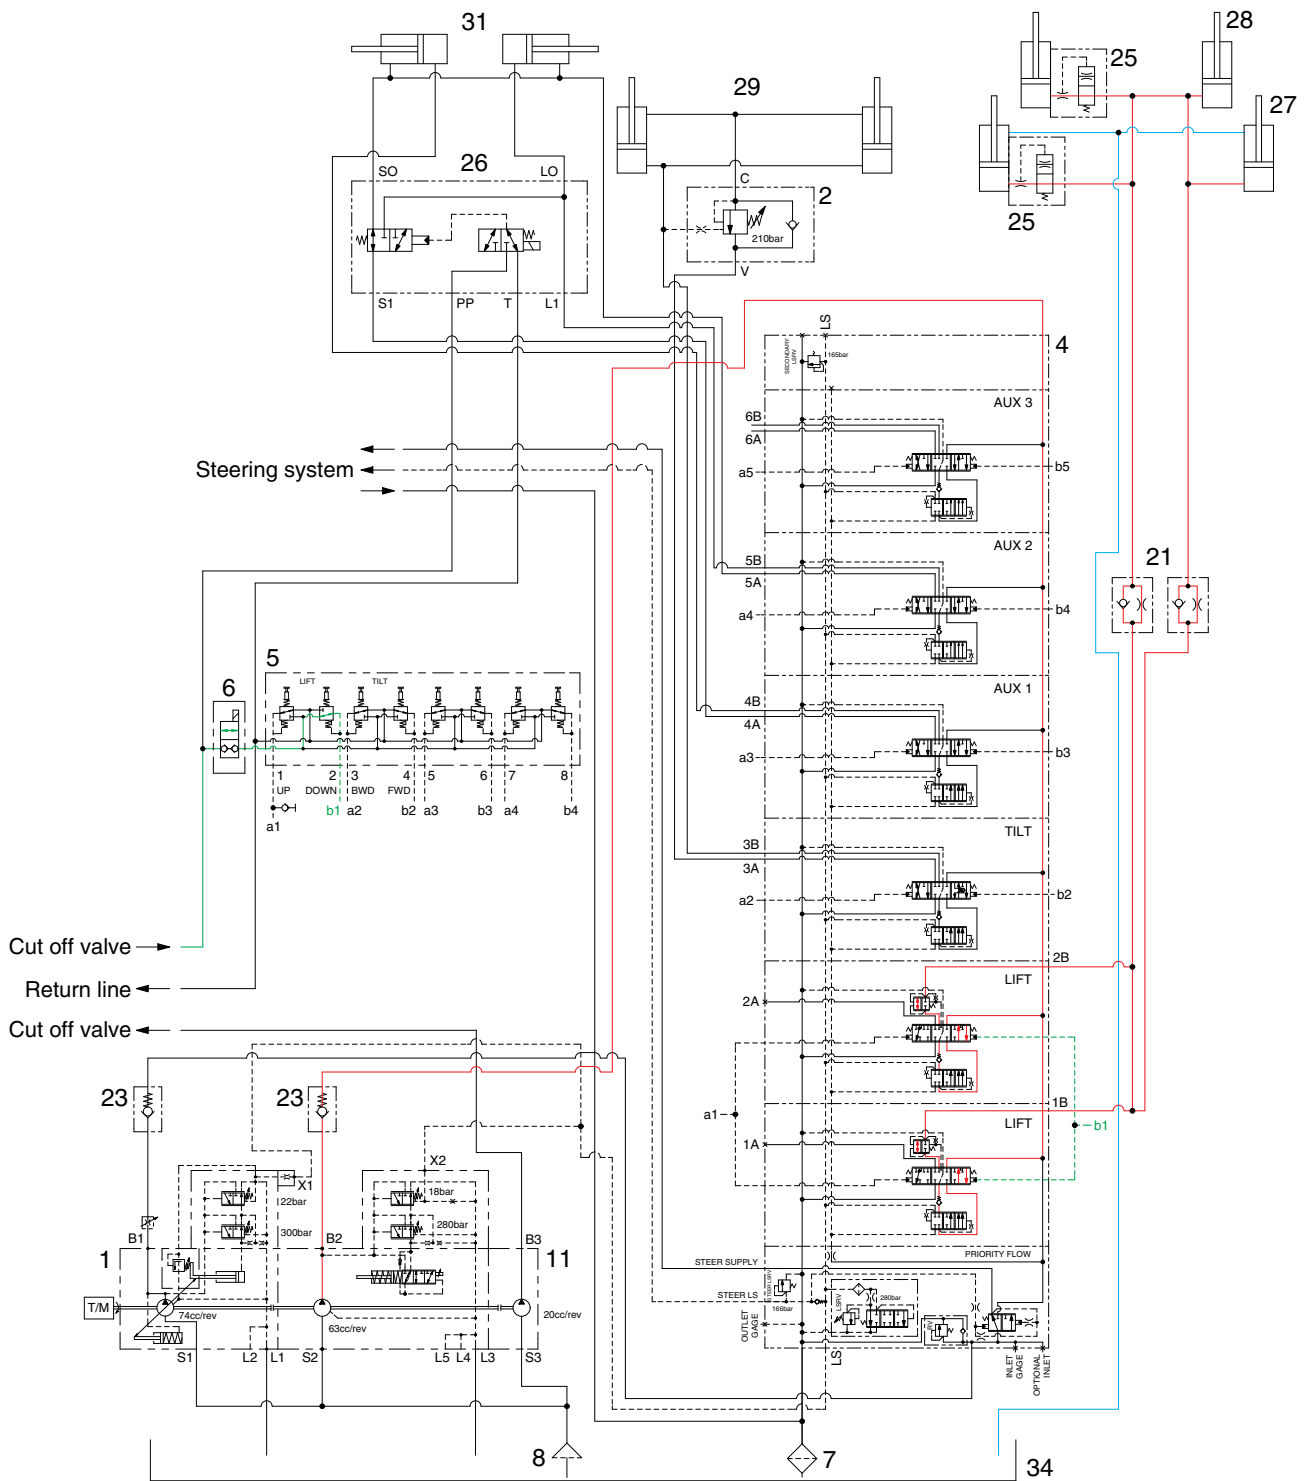 31
28
25
29
27
26
SO
LO
C
2
25
210bar
V
S1
PP
T
L1
LS
4
SECONDARY
LSRV
165bar
AUX 3
6B
6A
Steering system
a5
b5
AUX 2
5B
21
5A
a4
b4
5
LIFT
TILT
6
AUX 1
4B
4A
a3
b3
1
2
3
4
5
6
7
8
UP
DOWN
BWD
FWD
a1
b1
a2
b2
a3
b3
a4
b4
TILT
3B
3A
a2
b2
Cut off valve
2B
LIFT
Return line
2A
Cut off valve
23
23
1B
a1
LIFT
b1
1A
X1
X2
22bar
18bar
300bar
280bar
B1
B2
B3
1
11
PRIORITY FLOW
STEER SUPPLY
STEER LSRV
STEER LS
166bar
LSRV
280bar
RV
T/M
74cc/rev
63cc/rev
20cc/rev
OUTLET
GAGE
S1
L2
L1
S2
L5
L4
L3
S3
LS
INLET
GAGE
OPTIONAL
INLET
8
7
34